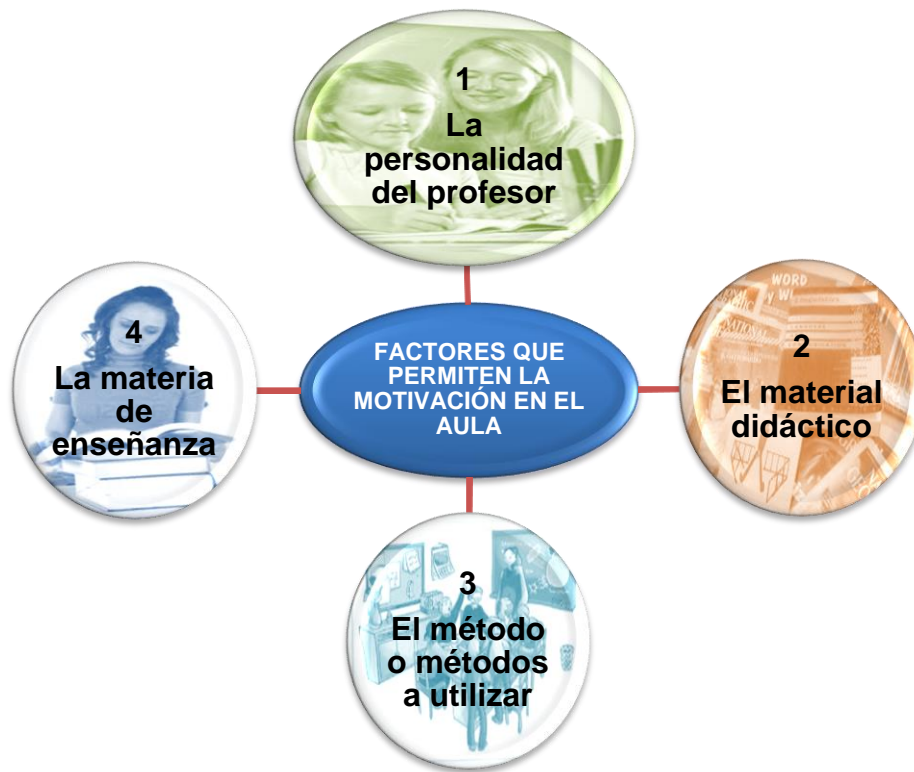 1
La
personalidad
del profesor
FACTORES QUE
PERMITEN LA
MOTIVACIÓN EN EL
AULA
2
El material
didáctico
3
El método
o métodos
a utilizar
4
La materia
de
enseñanza
WORD